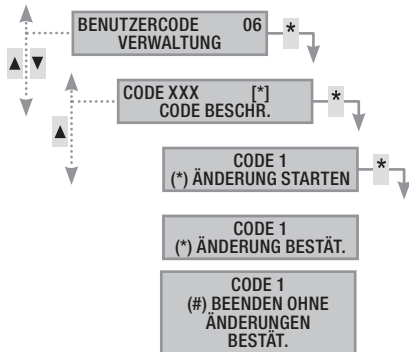 BENUTZERCODE 06
VERWALTUNG
*
▲ ▼
CODE XXX [*]
CODE BESCHR.
*
▲
CODE 1
(*) ÄNDERUNG STARTEN
*
CODE 1
(*) ÄNDERUNG BESTÄT.
CODE 1
(#) BEENDEN OHNE
ÄNDERUNGEN
BESTÄT.